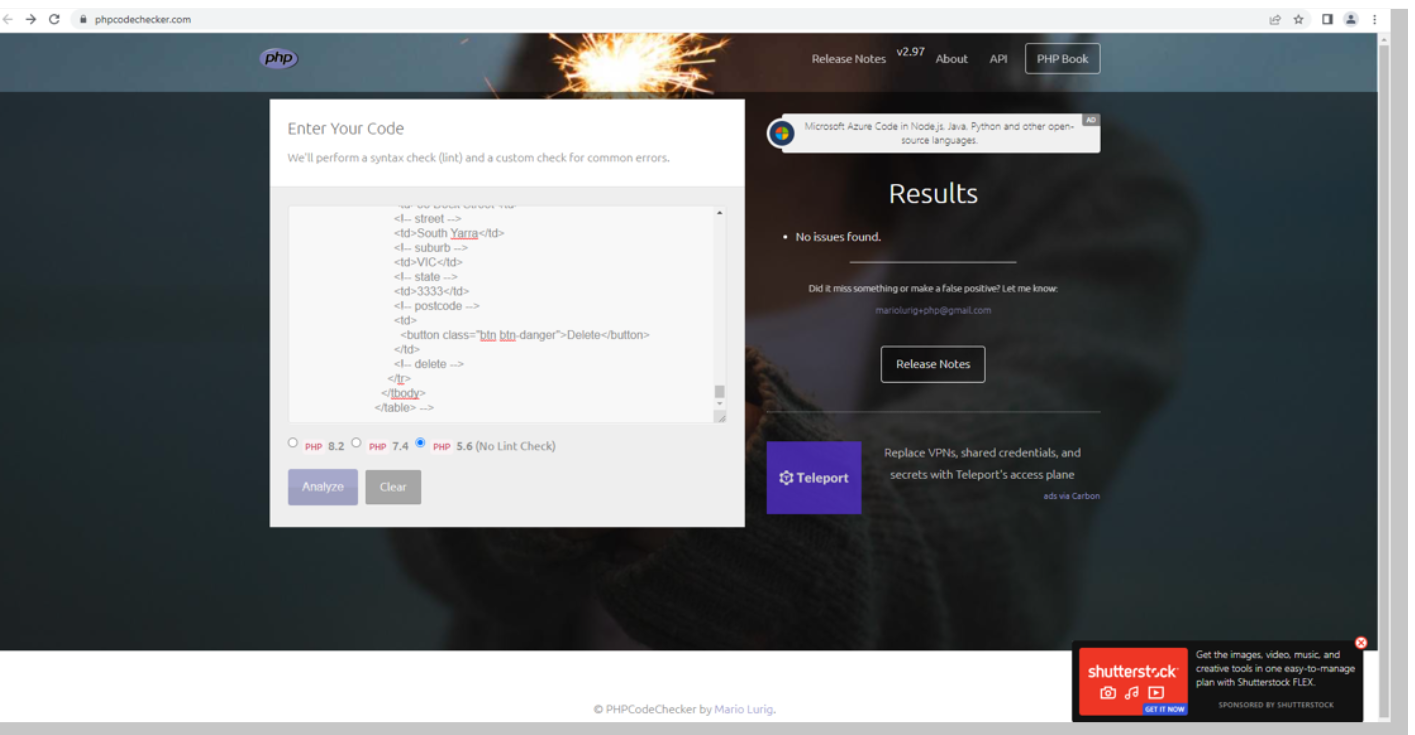 phpcodechecker.com
php
Release Notes v2.97 About API PHP Book
Enter Your Code
We'll perform a syntax check (lint) and a custom check for common errors.
<!-- street -->
<td>South Yarra</td>
<!-- suburb -->
<td>VIC</td>
<!-- state -->
<td>3333</td>
<!-- postcode -->
<td>
<button class="btn btn-danger">Delete</button>
</td>
<!-- delete -->
</tr>
</tbody>
</table> -->
PHP 8.2 PHP 7.4 PHP 5.6 (No Lint Check)
Analyze Clear
Microsoft Azure Code in Node.js, Java, Python and other open-
source languages.
AD
Results
• No issues found.
Did it miss something or make a false positive? Let me know:
mariolurig+php@gmail.com
Release Notes
Teleport
Replace VPNs, shared credentials, and
secrets with Teleport's access plane
ads via Carbon
shutterstock
GET IT NOW
Get the images, video, music, and
creative tools in one easy-to-manage
plan with Shutterstock FLEX.
SPONSORED BY SHUTTERSTOCK
© PHPCodeChecker by Mario Lurig.